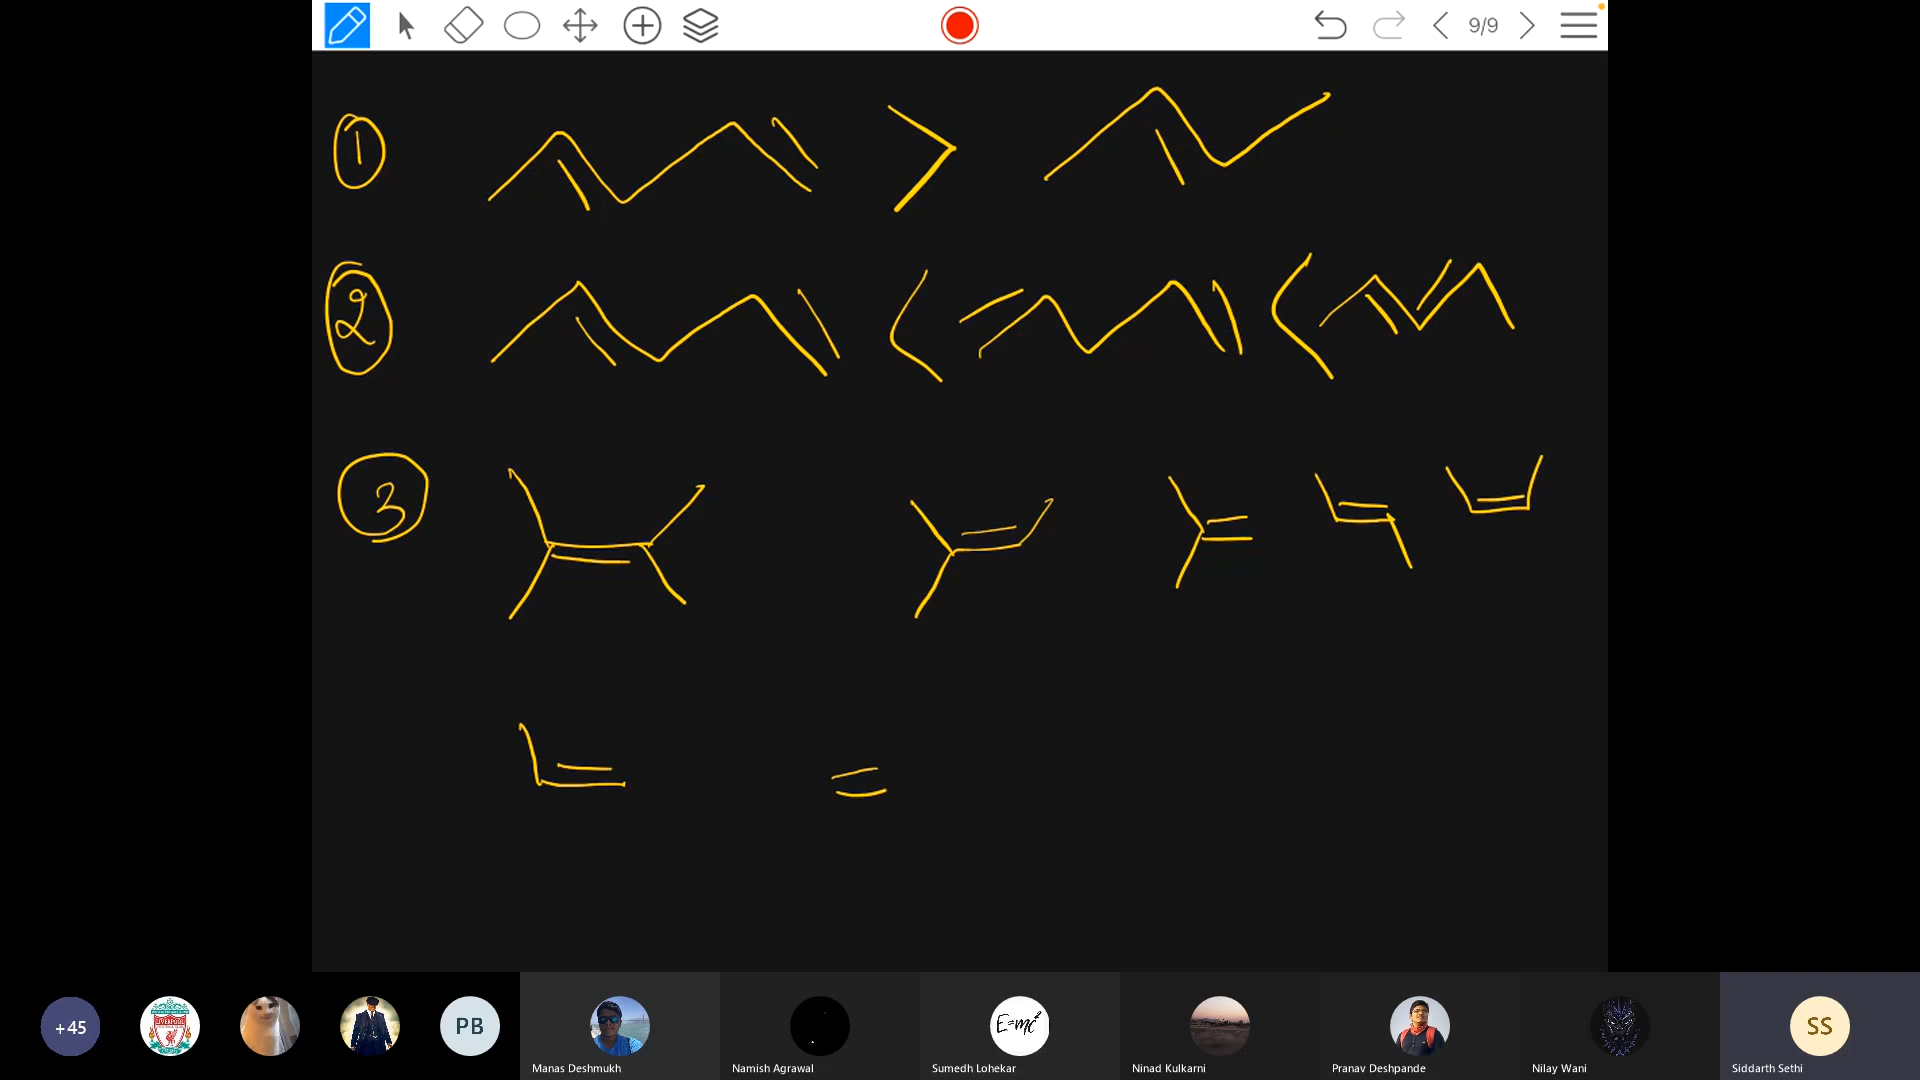 9/9
1
>
2
<
<
3
=
+45
LIVERPOOL
PB
E=mc²
SS
Manas Deshmukh
Namish Agrawal
Sumedh Lohekar
Ninad Kulkarni
Pranav Deshpande
Nilay Wani
Siddarth Sethi